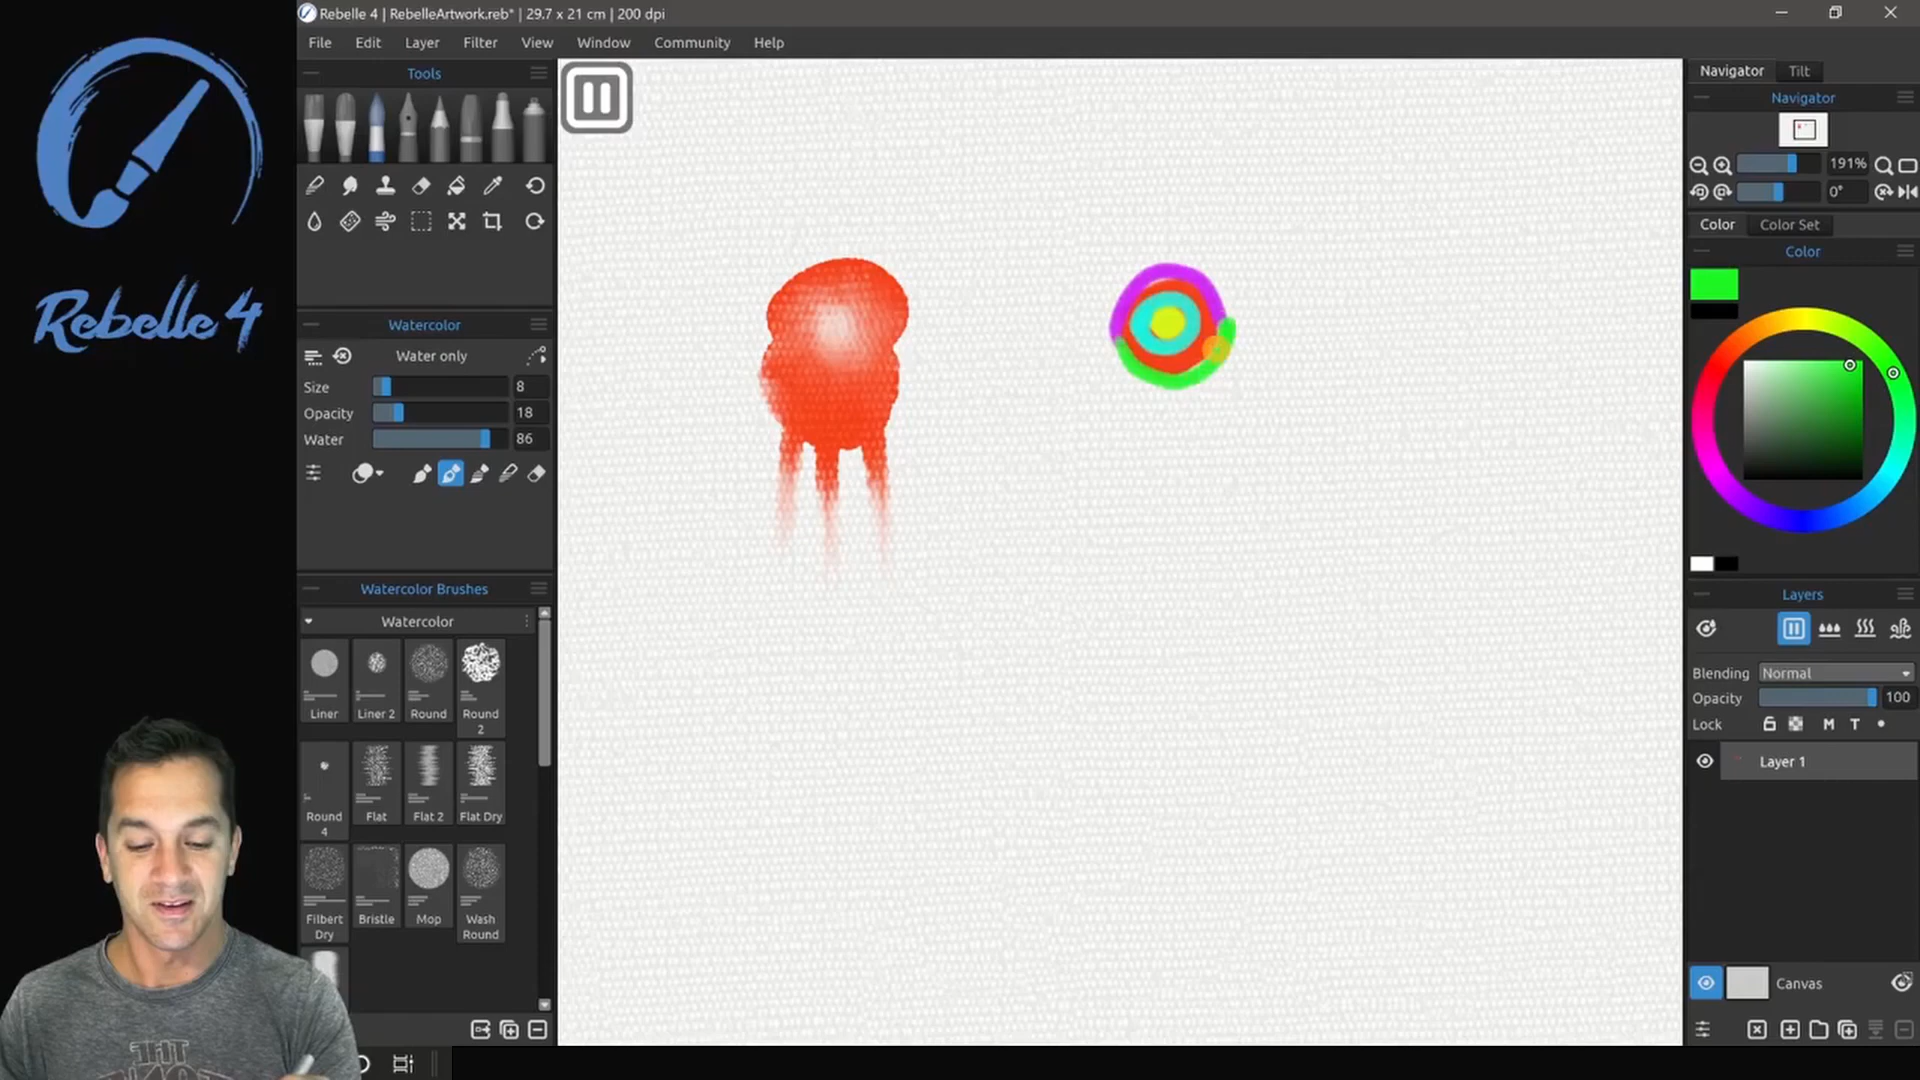 Rebelle 4 | RebelleArtwork.reb* | 29.7 x 21 cm | 200 dpi
File Edit Layer Filter View Window Community Help
Rebelle 4
Tools
Watercolor
Water only
Size 8
Opacity 18
Water 86
Watercolor Brushes
Watercolor
Liner Liner 2 Round Round 2
Round 4 Flat Flat 2 Flat Dry
Filbert Dry Bristle Mop Wash Round
Navigator Tilt
Navigator
191%
0°
Color Color Set
Color
Layers
Blending Normal
Opacity 100
Lock M T
Layer 1
Canvas